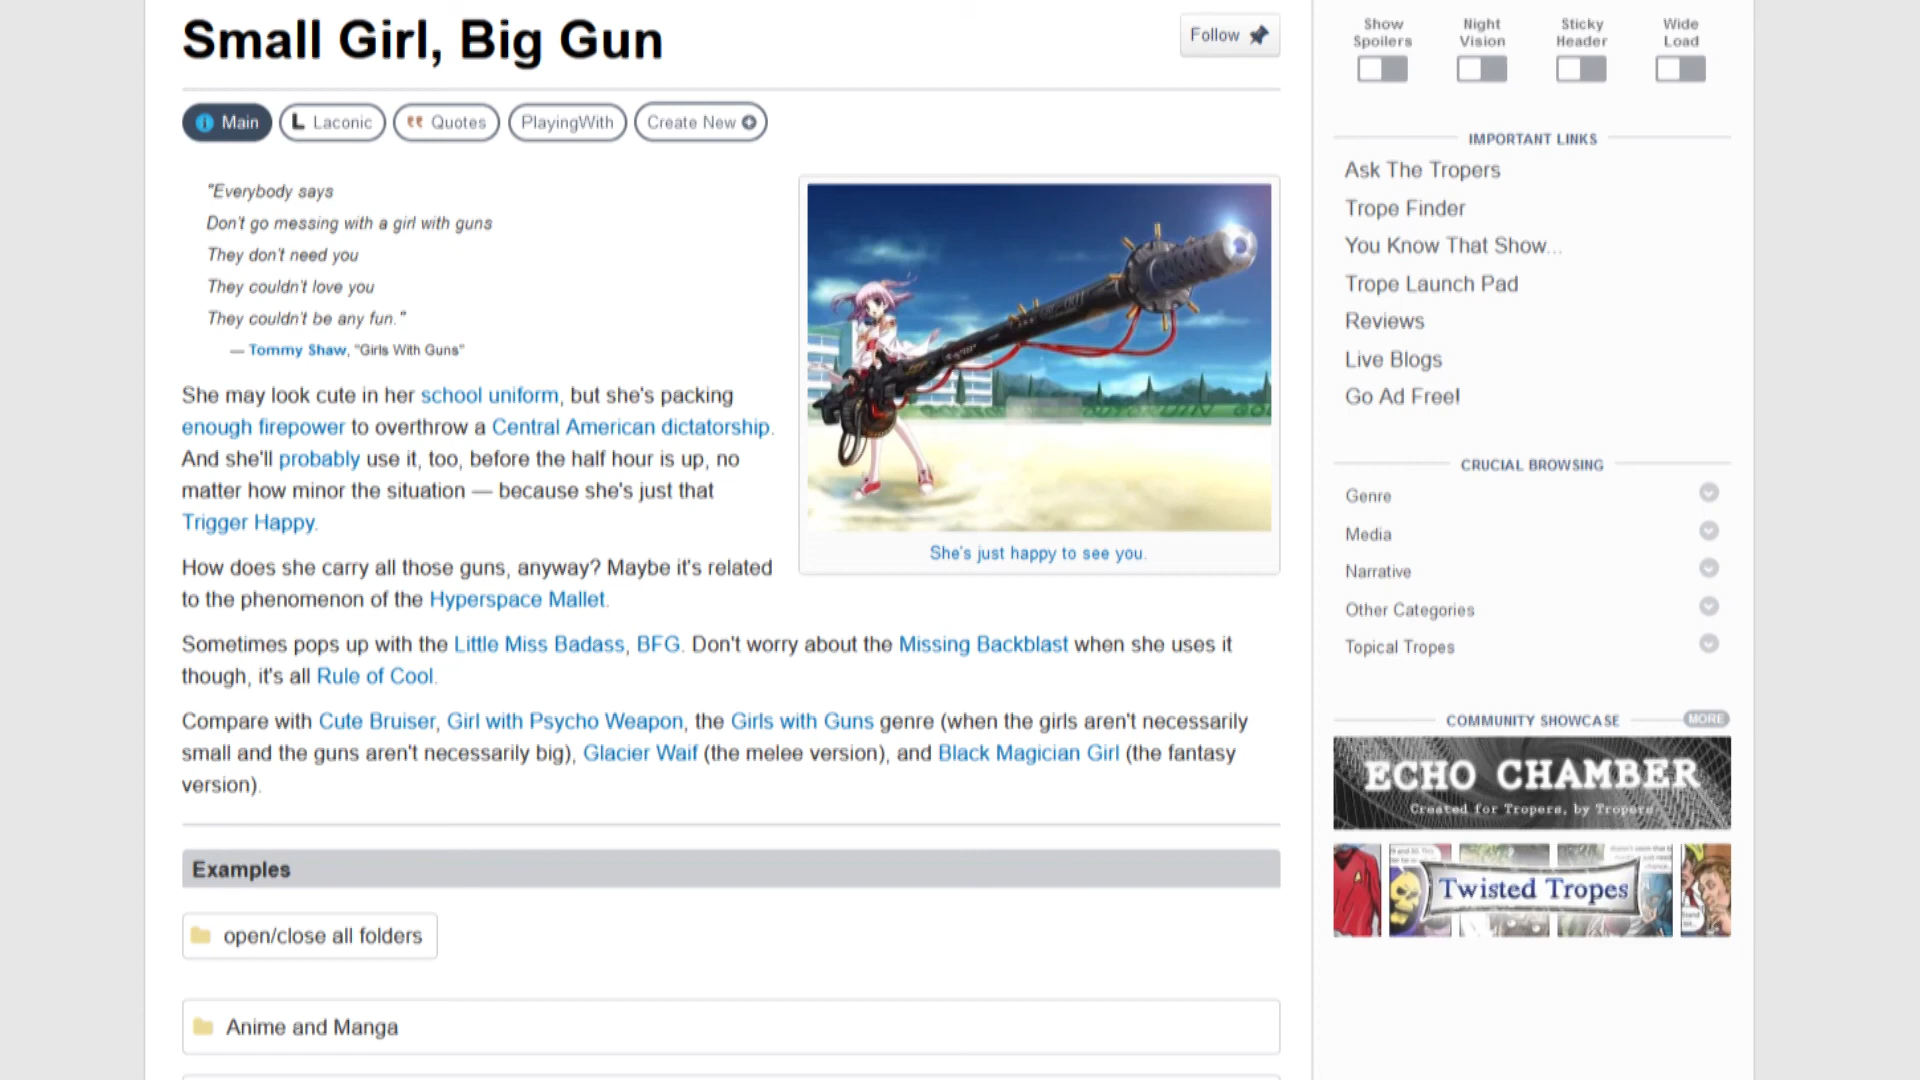 Small Girl, Big Gun
Follow
Main
Laconic
Quotes
PlayingWith
Create New
"Everybody says
Don't go messing with a girl with guns
They don't need you
They couldn't love you
They couldn't be any fun."
— Tommy Shaw, "Girls With Guns"
She may look cute in her school uniform, but she's packing
enough firepower to overthrow a Central American dictatorship.
And she'll probably use it, too, before the half hour is up, no
matter how minor the situation — because she's just that
Trigger Happy.
How does she carry all those guns, anyway? Maybe it's related
to the phenomenon of the Hyperspace Mallet.
She's just happy to see you.
Sometimes pops up with the Little Miss Badass, BFG. Don't worry about the Missing Backblast when she uses it
though, it's all Rule of Cool.
Compare with Cute Bruiser, Girl with Psycho Weapon, the Girls with Guns genre (when the girls aren't necessarily
small and the guns aren't necessarily big), Glacier Waif (the melee version), and Black Magician Girl (the fantasy
version).
Examples
open/close all folders
Anime and Manga
Show Spoilers
Night Vision
Sticky Header
Wide Load
IMPORTANT LINKS
Ask The Tropers
Trope Finder
You Know That Show...
Trope Launch Pad
Reviews
Live Blogs
Go Ad Free!
CRUCIAL BROWSING
Genre
Media
Narrative
Other Categories
Topical Tropes
COMMUNITY SHOWCASE
MORE
ECHO CHAMBER
Created for Tropers, by Tropers
Twisted Tropes